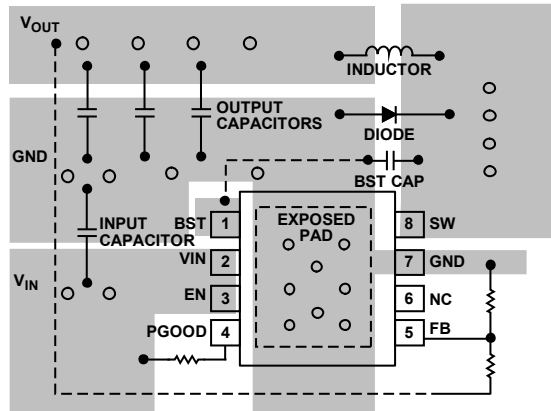 VOUT
INDUCTOR
OUTPUT
CAPACITORS
DIODE
GND
BST CAP
INPUT
CAPACITOR
BST 1
EXPOSED
PAD
8 SW
VIN 2
7 GND
VIN
EN 3
6 NC
PGOOD 4
5 FB